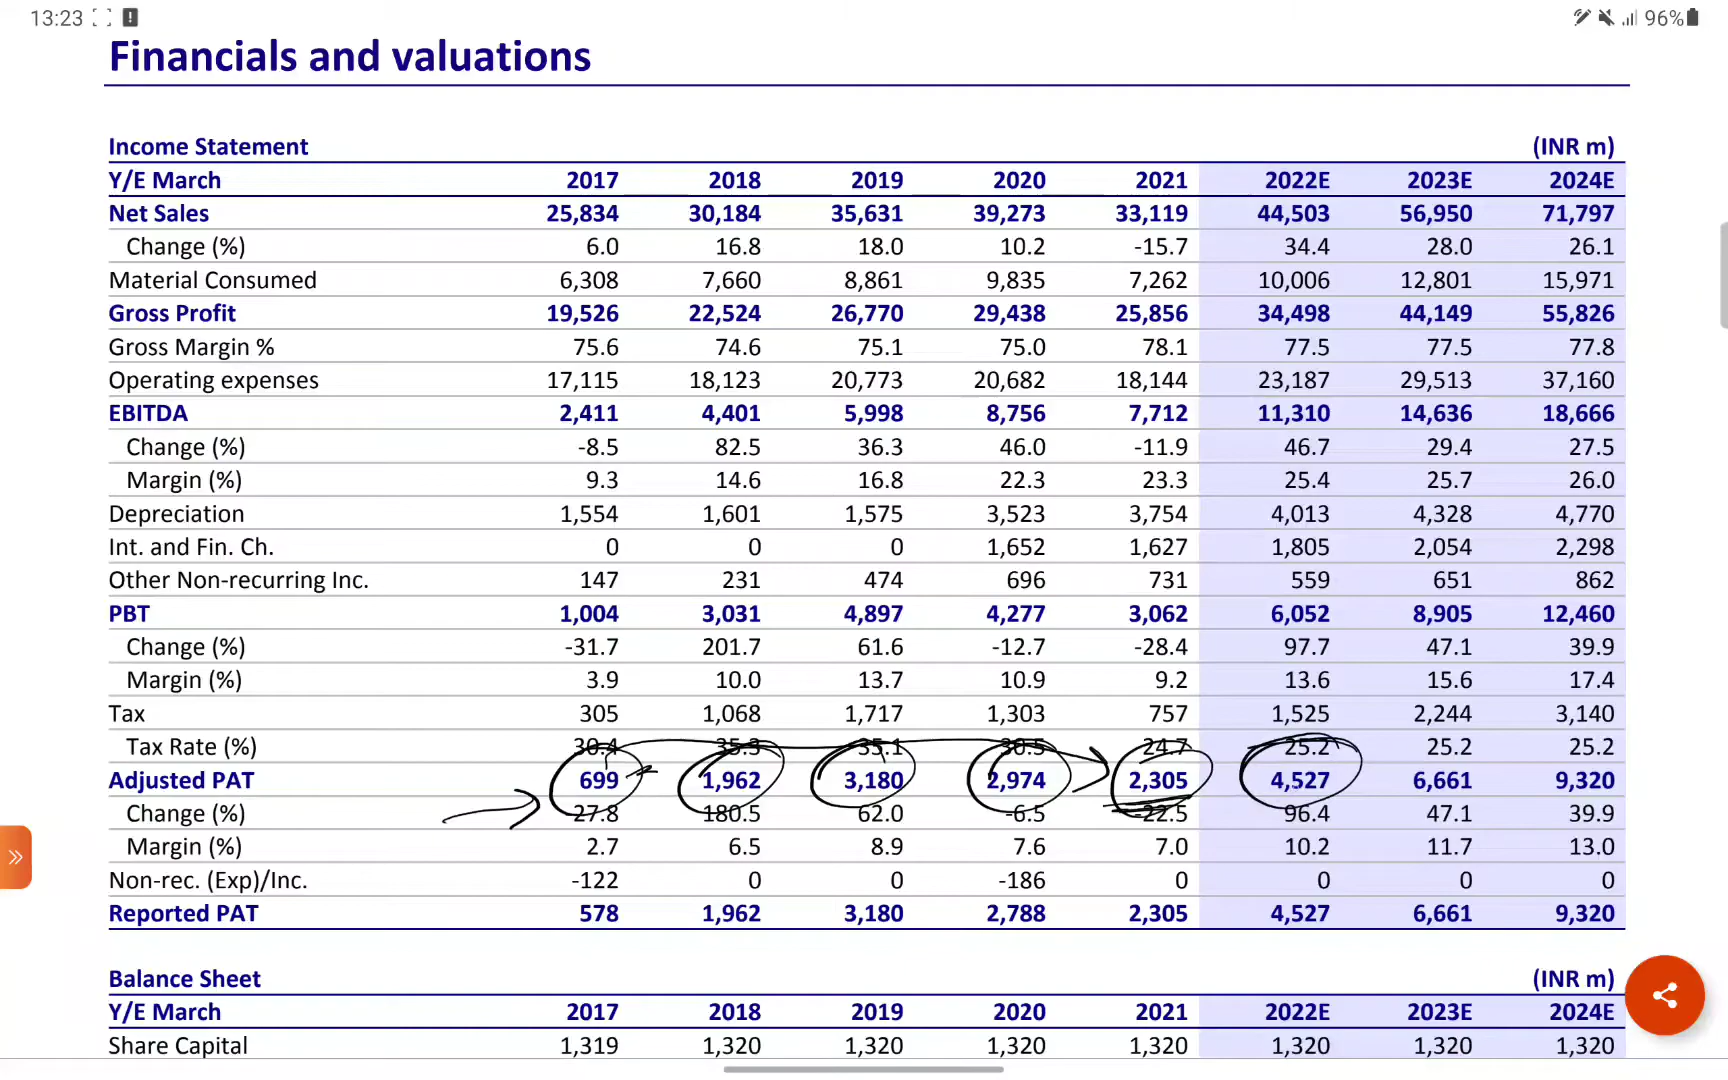 13:23 96%
Financials and valuations
Income Statement (INR m)
Y/E March 2017 2018 2019 2020 2021 2022E 2023E 2024E
Net Sales 25,834 30,184 35,631 39,273 33,119 44,503 56,950 71,797
Change (%) 6.0 16.8 18.0 10.2 -15.7 34.4 28.0 26.1
Material Consumed 6,308 7,660 8,861 9,835 7,262 10,006 12,801 15,971
Gross Profit 19,526 22,524 26,770 29,438 25,856 34,498 44,149 55,826
Gross Margin % 75.6 74.6 75.1 75.0 78.1 77.5 77.5 77.8
Operating expenses 17,115 18,123 20,773 20,682 18,144 23,187 29,513 37,160
EBITDA 2,411 4,401 5,998 8,756 7,712 11,310 14,636 18,666
Change (%) -8.5 82.5 36.3 46.0 -11.9 46.7 29.4 27.5
Margin (%) 9.3 14.6 16.8 22.3 23.3 25.4 25.7 26.0
Depreciation 1,554 1,601 1,575 3,523 3,754 4,013 4,328 4,770
Int. and Fin. Ch. 0 0 0 1,652 1,627 1,805 2,054 2,298
Other Non-recurring Inc. 147 231 474 696 731 559 651 862
PBT 1,004 3,031 4,897 4,277 3,062 6,052 8,905 12,460
Change (%) -31.7 201.7 61.6 -12.7 -28.4 97.7 47.1 39.9
Margin (%) 3.9 10.0 13.7 10.9 9.2 13.6 15.6 17.4
Tax 305 1,068 1,717 1,303 757 1,525 2,244 3,140
Tax Rate (%) 30.4 35.3 35.1 30.5 24.7 25.2 25.2 25.2
Adjusted PAT 699 1,962 3,180 2,974 2,305 4,527 6,661 9,320
Change (%) 27.8 180.5 62.0 -6.5 -22.5 96.4 47.1 39.9
Margin (%) 2.7 6.5 8.9 7.6 7.0 10.2 11.7 13.0
Non-rec. (Exp)/Inc. -122 0 0 -186 0 0 0 0
Reported PAT 578 1,962 3,180 2,788 2,305 4,527 6,661 9,320
Balance Sheet (INR m)
Y/E March 2017 2018 2019 2020 2021 2022E 2023E 2024E
Share Capital 1,319 1,320 1,320 1,320 1,320 1,320 1,320 1,320